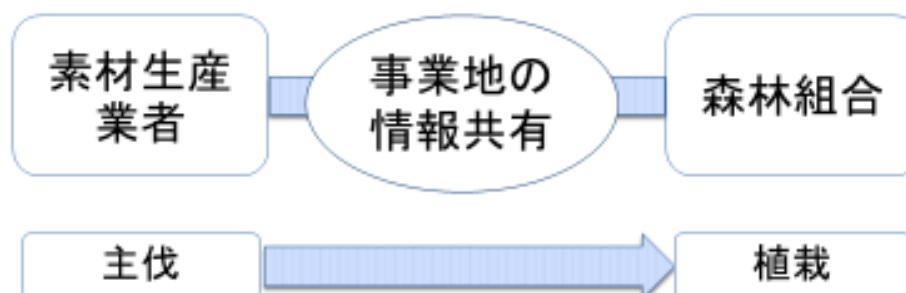 素材生産
業者
事業地の
情報共有
森林組合
主伐
植栽